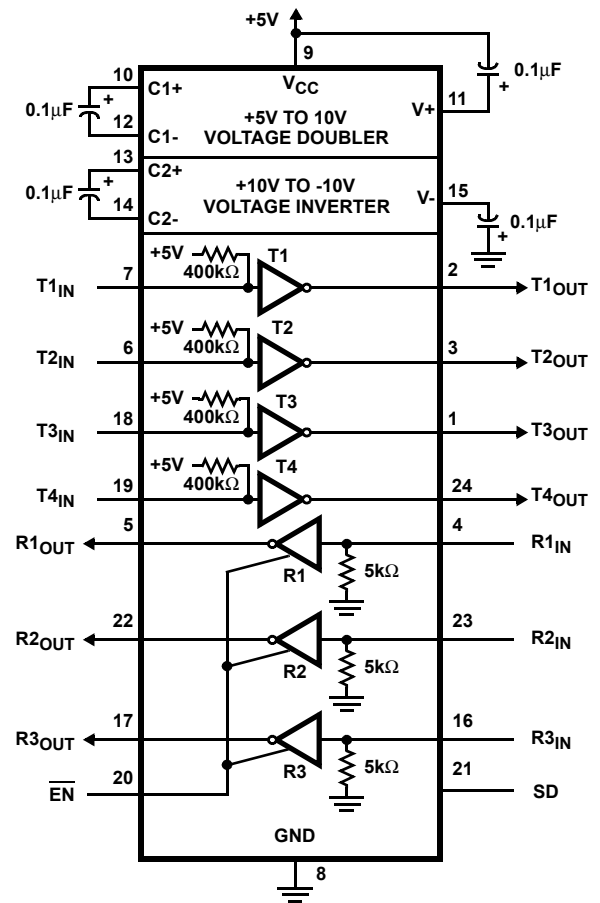 +5V
9
VCC
10
C1+
0.1μF
+
12
C1-
+5V TO 10V
VOLTAGE DOUBLER
V+
11
0.1μF
+
13
C2+
0.1μF
+
14
C2-
+10V TO -10V
VOLTAGE INVERTER
V-
15
0.1μF
+
+5V
400kΩ
T1
T1IN
7
2
T1OUT
+5V
400kΩ
T2
T2IN
6
3
T2OUT
+5V
400kΩ
T3
T3IN
18
1
T3OUT
+5V
400kΩ
T4
T4IN
19
24
T4OUT
R1OUT
5
R1
4
R1IN
5kΩ
R2OUT
22
R2
23
R2IN
5kΩ
R3OUT
17
R3
16
R3IN
5kΩ
EN
20
21
SD
GND
8